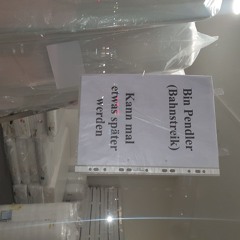 Bin Pendler
(Bahnstreik)
Kann mal
etwas später
werden